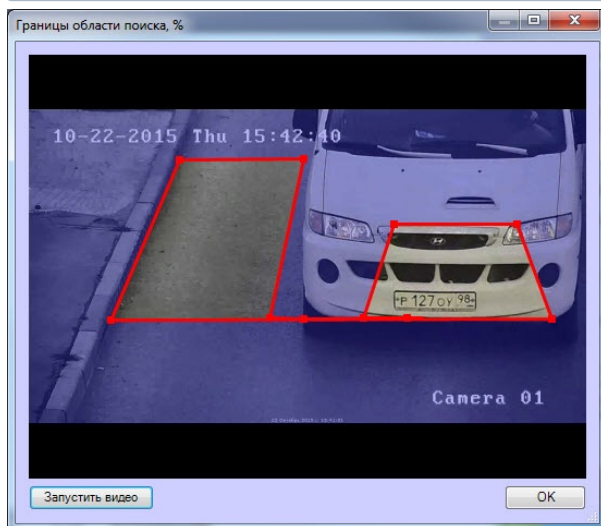 Границы области поиска, %
10-22-2015 Thu 15:42:40
Р 127 ОУ 98
Camera 01
Запустить видео
OK